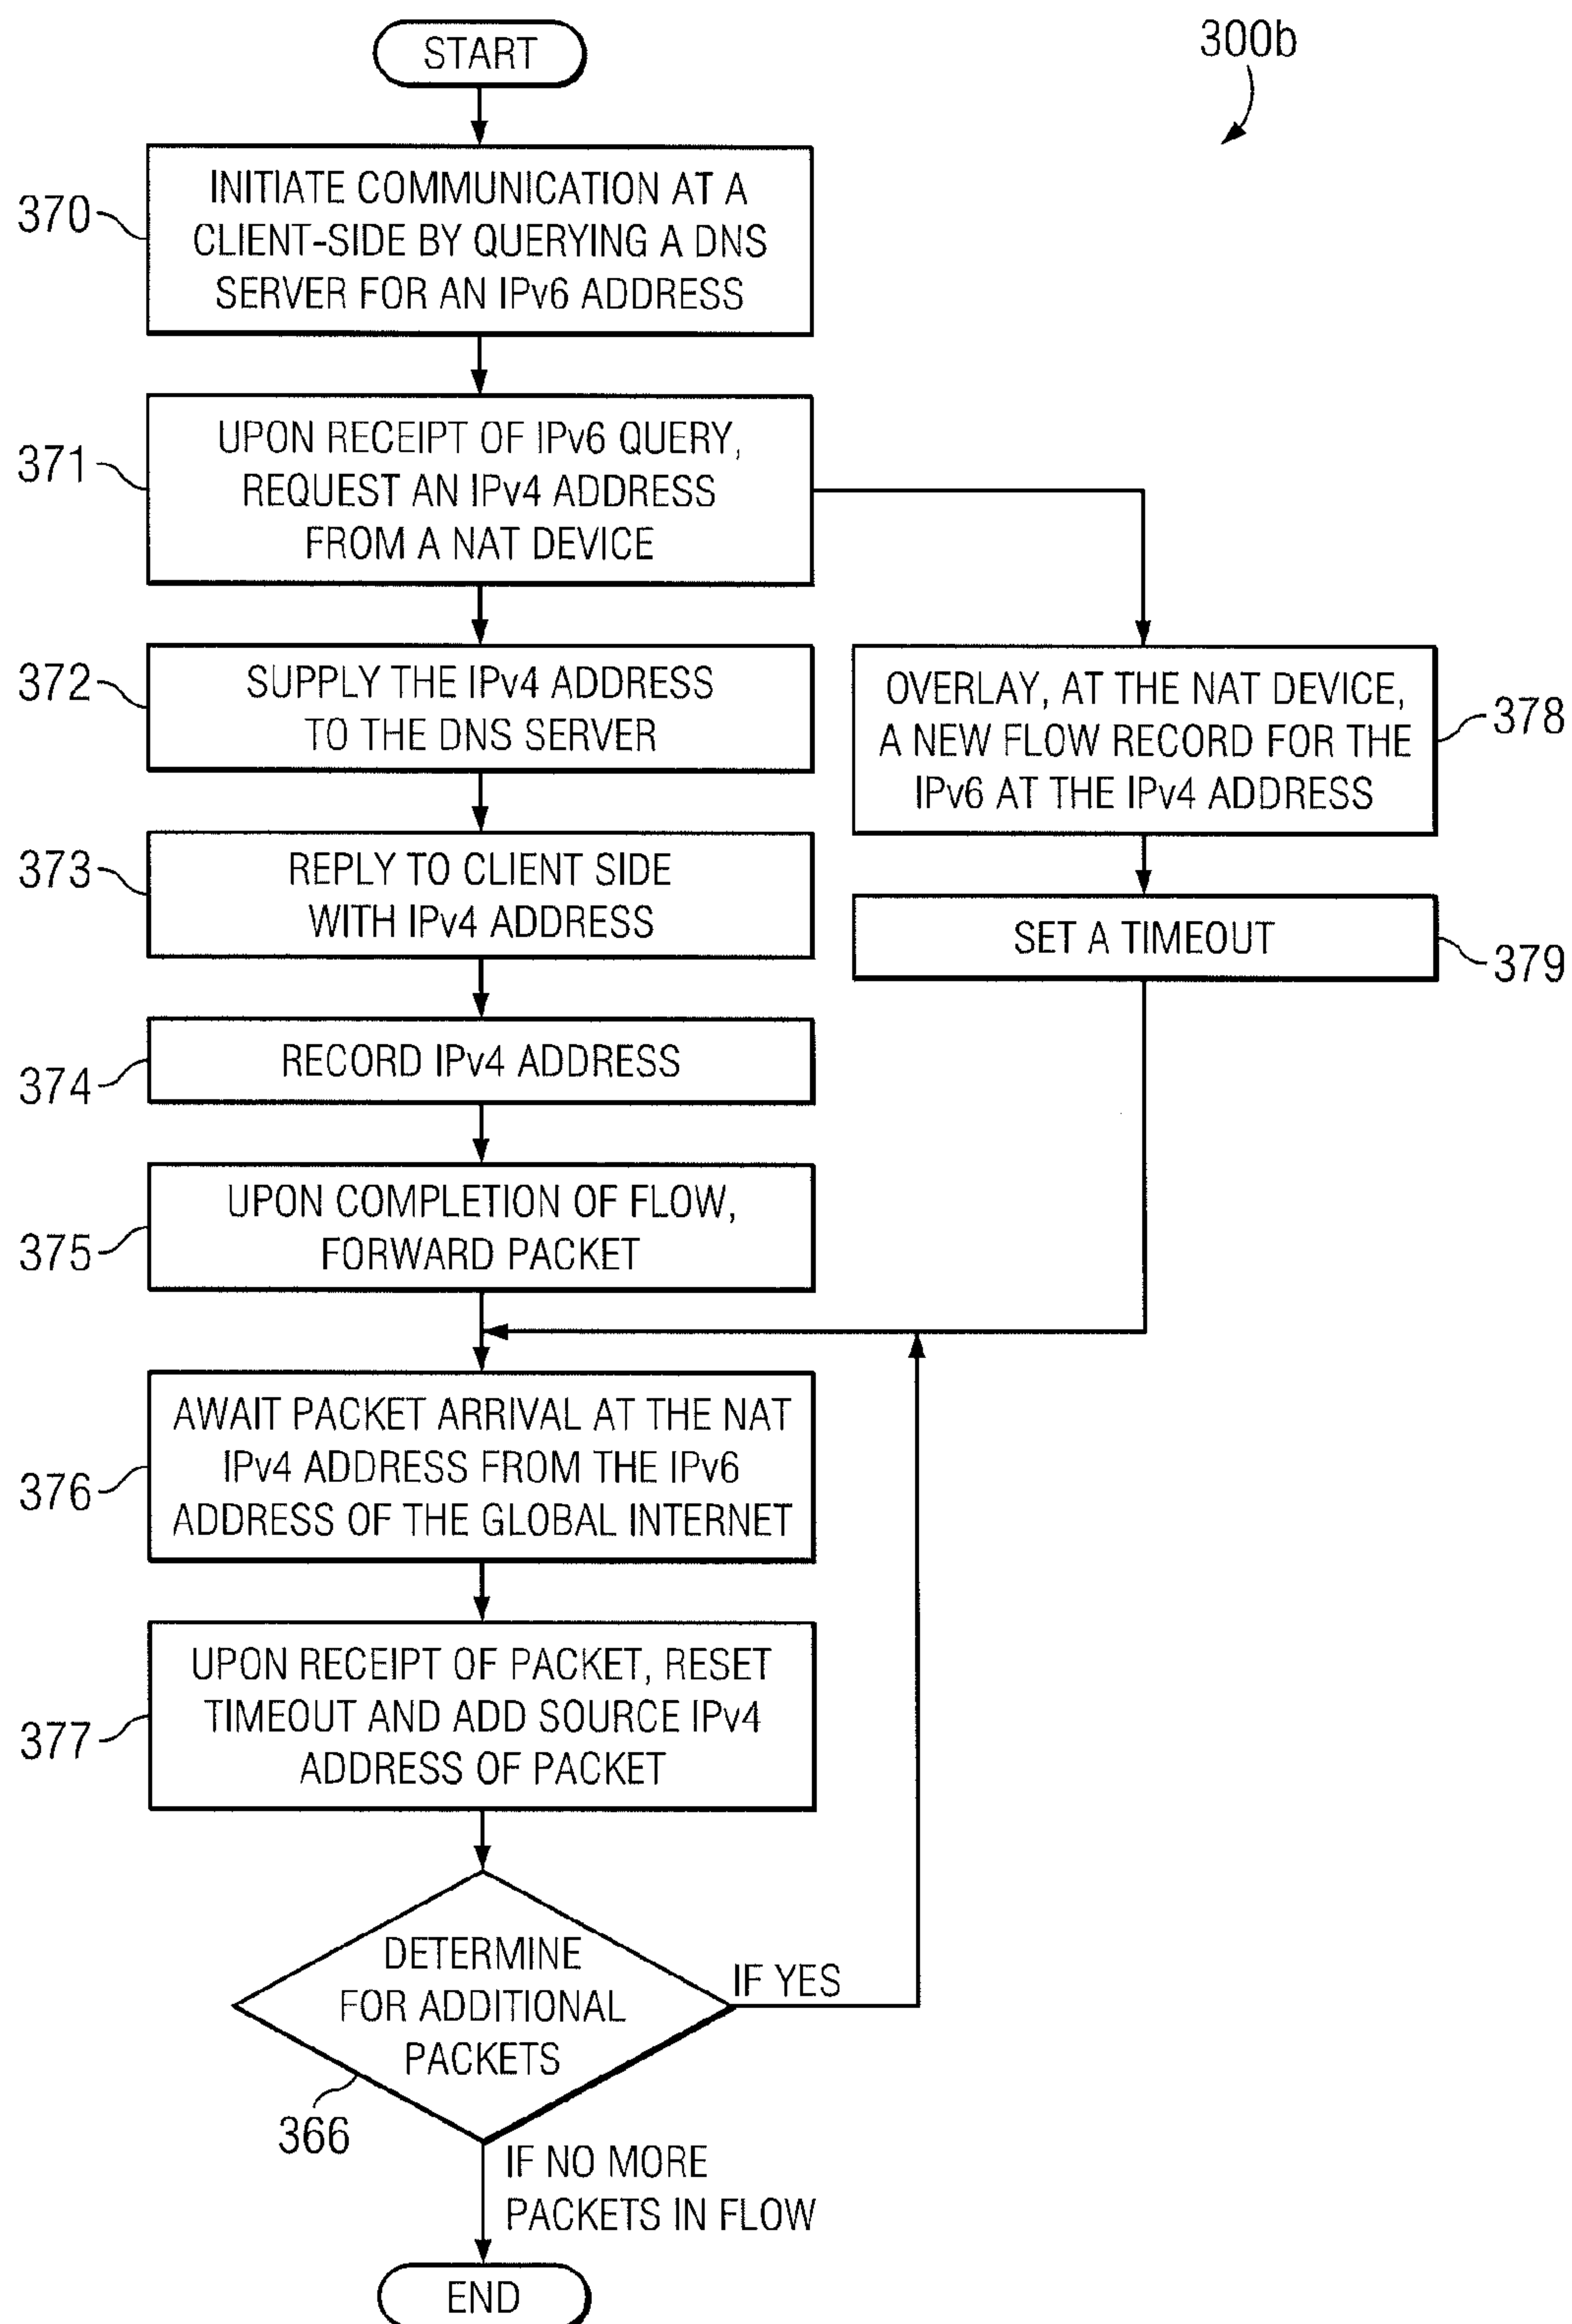 START
300b
370
INITIATE COMMUNICATION AT A
CLIENT-SIDE BY QUERYING A DNS
SERVER FOR AN IPv6 ADDRESS
371
UPON RECEIPT OF IPv6 QUERY,
REQUEST AN IPv4 ADDRESS
FROM A NAT DEVICE
372
SUPPLY THE IPv4 ADDRESS
TO THE DNS SERVER
OVERLAY, AT THE NAT DEVICE,
A NEW FLOW RECORD FOR THE
IPv6 AT THE IPv4 ADDRESS
378
373
REPLY TO CLIENT SIDE
WITH IPv4 ADDRESS
SET A TIMEOUT
379
374
RECORD IPv4 ADDRESS
375
UPON COMPLETION OF FLOW,
FORWARD PACKET
376
AWAIT PACKET ARRIVAL AT THE NAT
IPv4 ADDRESS FROM THE IPv6
ADDRESS OF THE GLOBAL INTERNET
377
UPON RECEIPT OF PACKET, RESET
TIMEOUT AND ADD SOURCE IPv4
ADDRESS OF PACKET
DETERMINE
FOR ADDITIONAL
PACKETS
IF YES
366
IF NO MORE
PACKETS IN FLOW
END